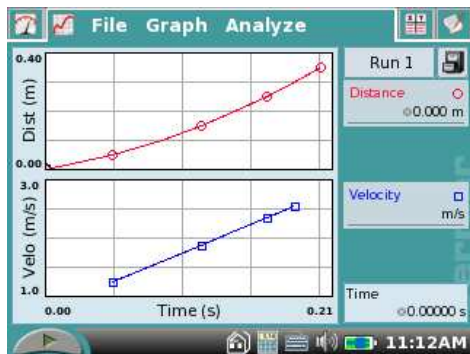 File Graph Analyze
0.40
Dist (m)
0.00
3.0
Velo (m/s)
1.0
0.00
Time (s)
0.21
Run 1
Distance
0.000 m
Velocity
m/s
Time
0.00000 s
11:12AM